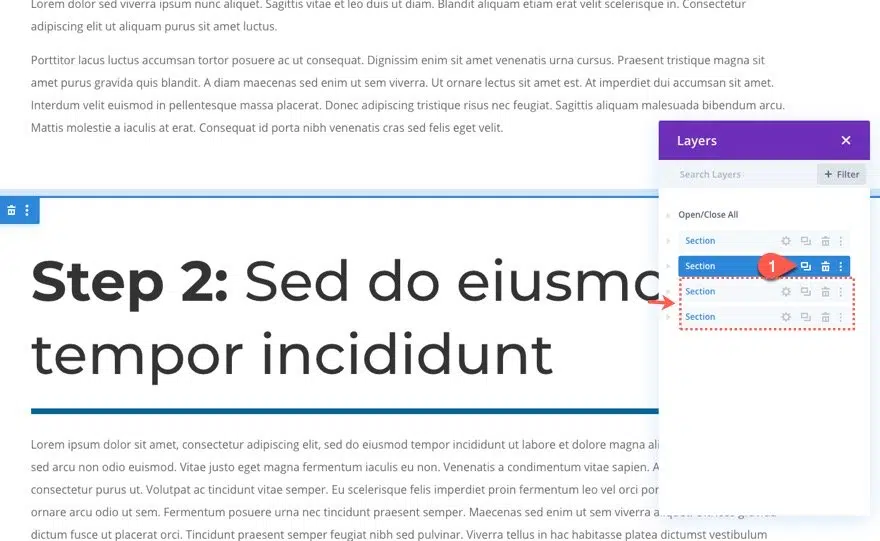 Lorem dolor sed viverra ipsum nunc aliquet. Sagittis vitae et leo duis ut diam. Blandit aliquam etiam erat velit scelerisque in. Consectetur
adipiscing elit ut aliquam purus sit amet luctus.
Porttitor lacus luctus accumsan tortor posuere ac ut consequat. Dignissim enim sit amet venenatis urna cursus. Praesent tristique magna sit
amet purus gravida quis blandit. A diam maecenas sed enim ut sem viverra. Ut ornare lectus sit amet est. At imperdiet dui accumsan sit amet.
Interdum velit euismod in pellentesque massa placerat. Donec adipiscing tristique risus nec feugiat. Sagittis aliquam malesuada bibendum arcu.
Mattis molestie a iaculis at erat. Consequat id porta nibh venenatis cras sed felis eget velit.
Layers
Search Layers
+ Filter
Open/Close All
Section
Section
1
Section
Section
Step 2: Sed do eiusmo
tempor incididunt
Lorem ipsum dolor sit amet, consectetur adipiscing elit, sed do eiusmod tempor incididunt ut labore et dolore magna ali
sed arcu non odio euismod. Vitae justo eget magna fermentum iaculis eu non. Venenatis a condimentum vitae sapien. A
consectetur purus ut. Volutpat ac tincidunt vitae semper. Eu scelerisque felis imperdiet proin fermentum leo vel orci por
ornare arcu odio ut sem. Fermentum posuere urna nec tincidunt praesent semper. Maecenas sed enim ut sem viverra
dictum fusce ut placerat orci. Tincidunt praesent semper feugiat nibh sed pulvinar. Viverra tellus in hac habitasse platea dictumst vestibulum